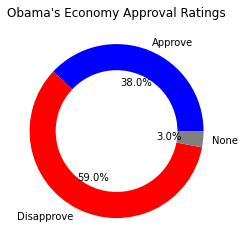 Obama's Economy Approval Ratings
Approve
38.0%
3.0%
None
59.0%
Disapprove